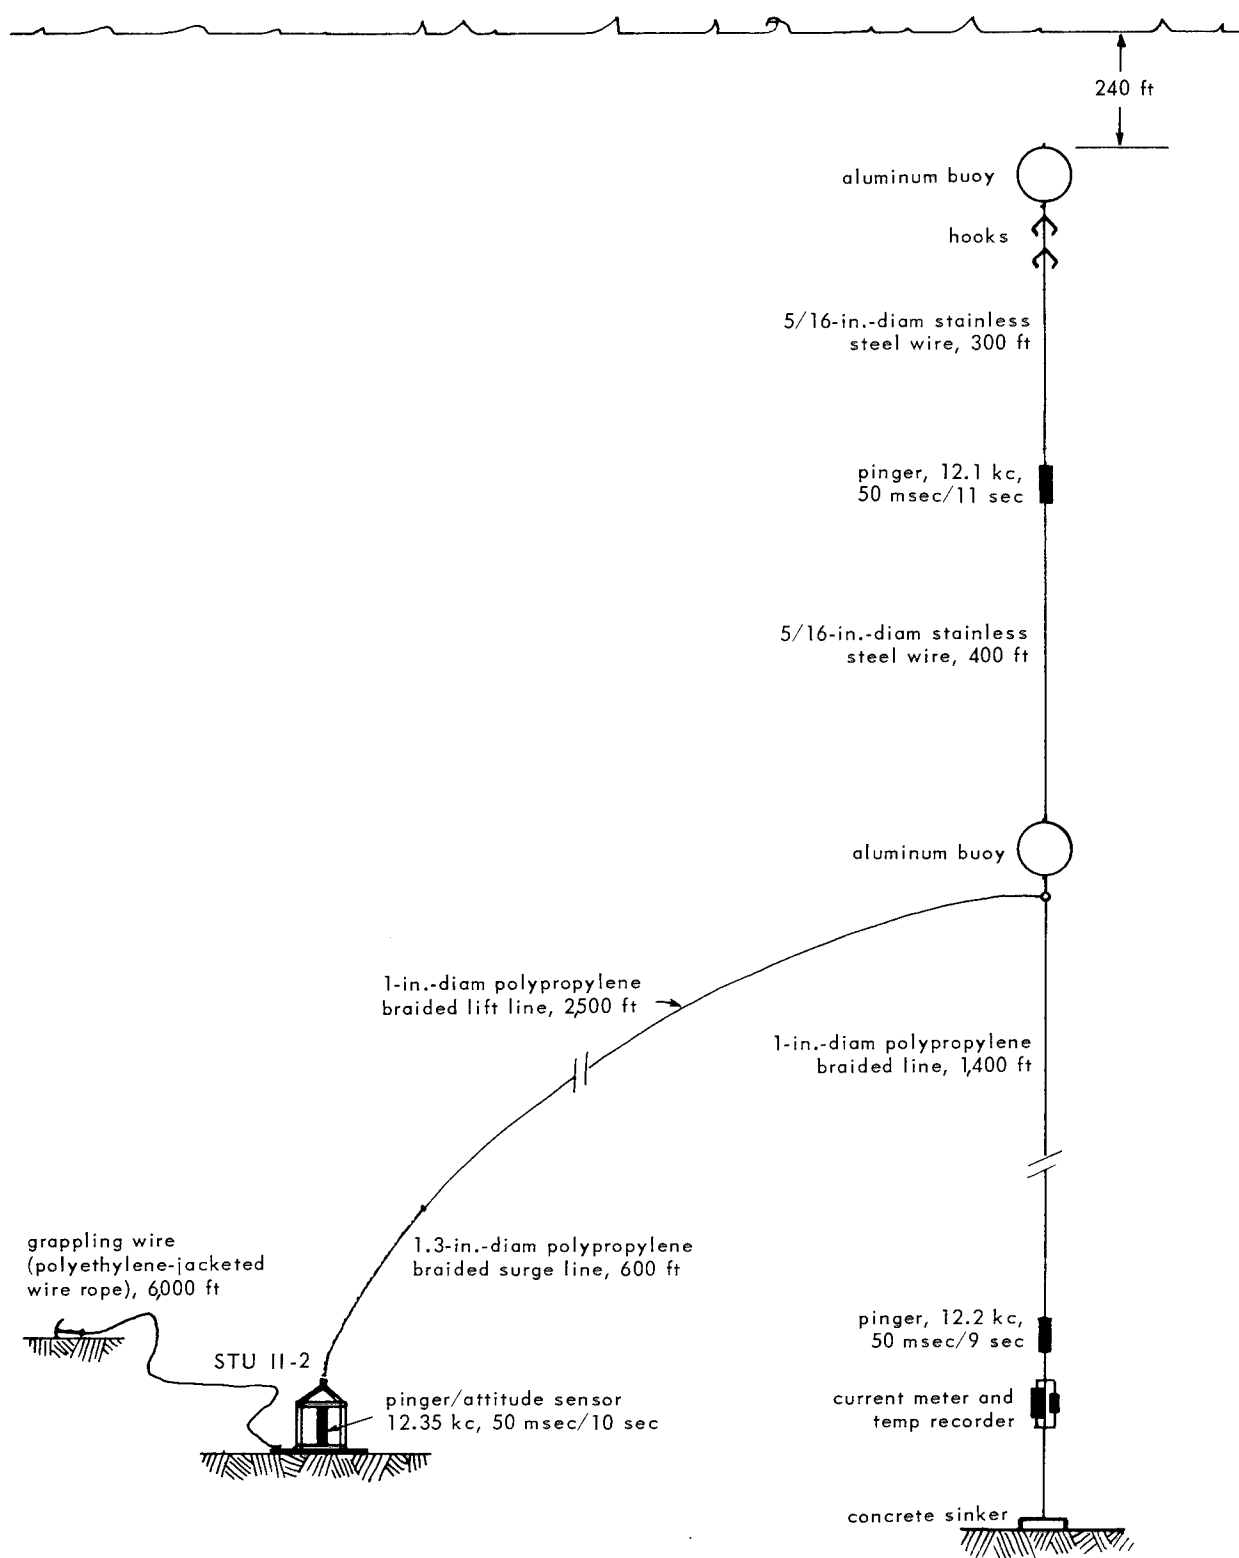 240 ft
aluminum buoy
hooks
5/16-in.-diam stainless
steel wire, 300 ft
pinger, 12.1 kc,
50 msec/11 sec
5/16-in.-diam stainless
steel wire, 400 ft
aluminum buoy
1-in.-diam polypropylene
braided lift line, 2,500 ft
1-in.-diam polypropylene
braided line, 1,400 ft
1.3-in.-diam polypropylene
braided surge line, 600 ft
grappling wire
(polyethylene-jacketed
wire rope), 6,000 ft
pinger, 12.2 kc,
50 msec/9 sec
STU II-2
pinger/attitude sensor
12.35 kc, 50 msec/10 sec
current meter and
temp recorder
concrete sinker